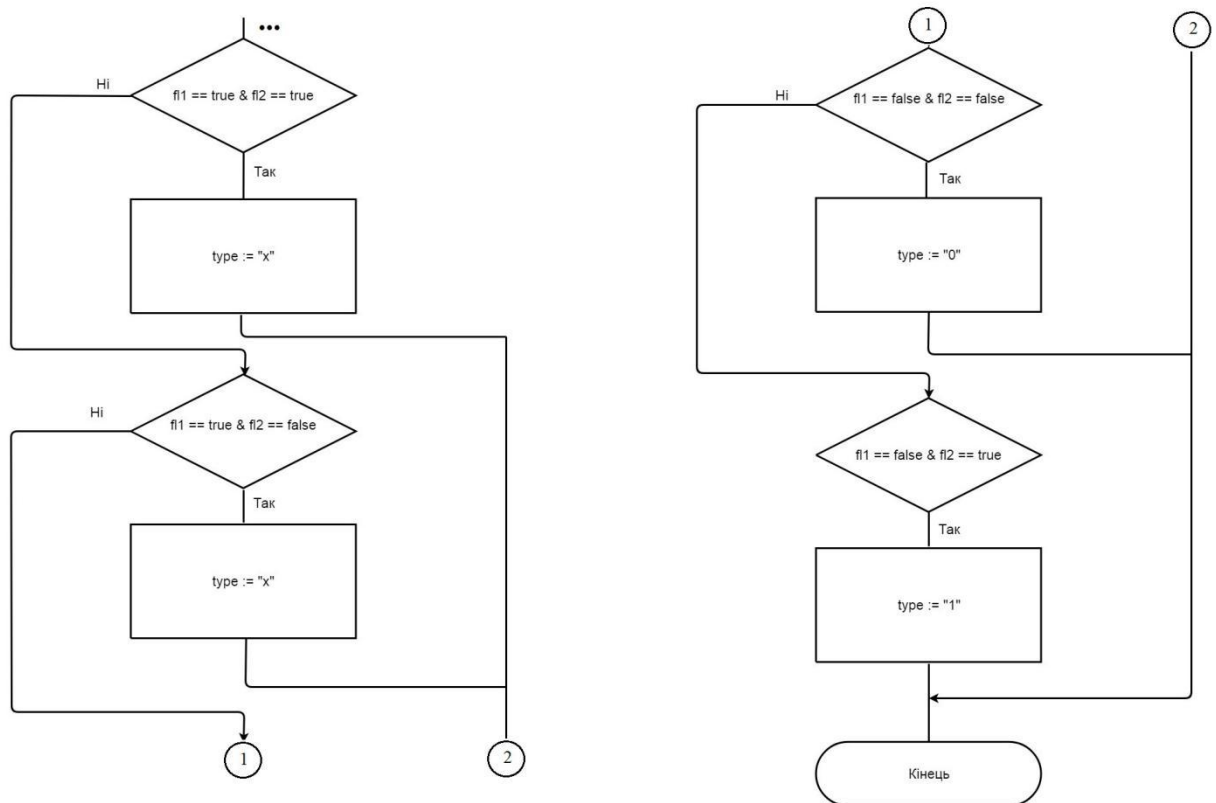 ...
fl1 == true & fl2 == true
Ні
Так
type := "x"
fl1 == true & fl2 == false
Ні
Так
type := "x"
1
2
1
2
fl1 == false & fl2 == false
Ні
Так
type := "0"
fl1 == false & fl2 == true
Так
type := "1"
Кінець